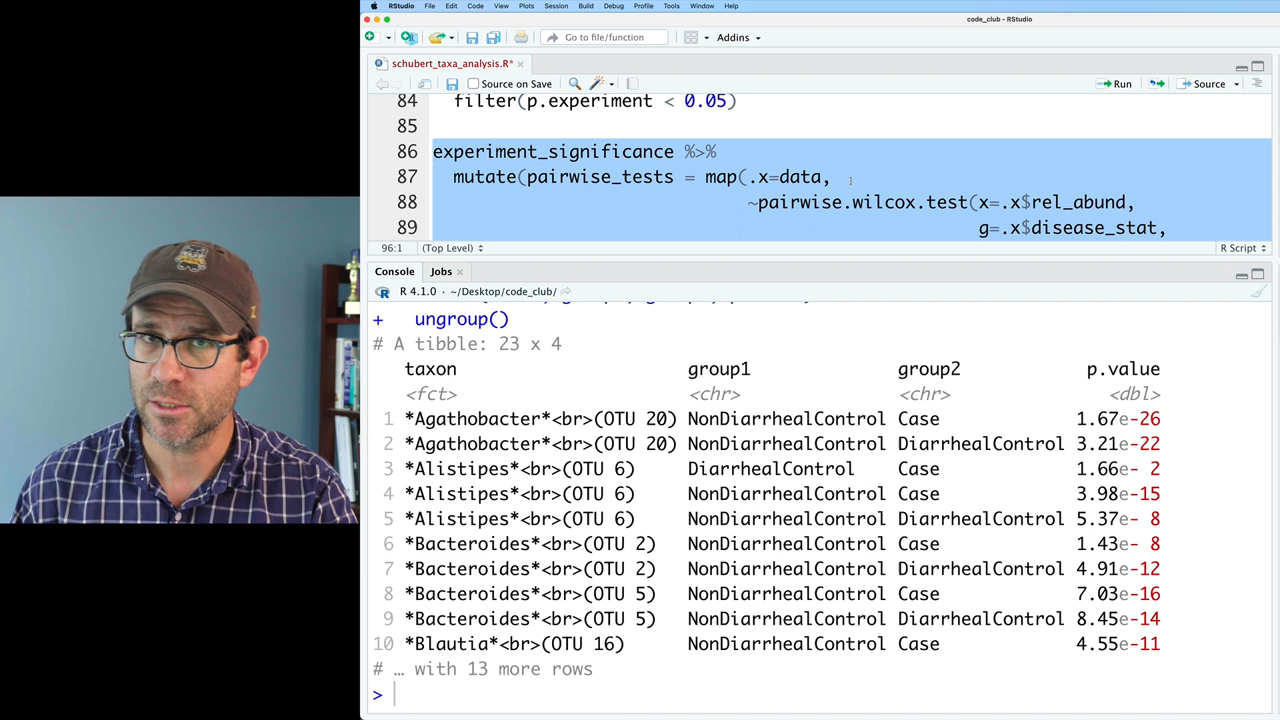 RStudio File Edit Code View Plots Session Build Debug Profile Tools Window Help
code_club - RStudio
Go to file/function Addins
schubert_taxa_analysis.R*
Source on Save Run Source
84 filter(p.experiment < 0.05)
85
86 experiment_significance %>%
87 mutate(pairwise_tests = map(.x=data,
88 ~pairwise.wilcox.test(x=.x$rel_abund,
89 g=.x$disease_stat,
96:1 (Top Level) R Script
Console Jobs
R 4.1.0 · ~/Desktop/code_club/
+ ungroup()
# A tibble: 23 x 4
taxon group1 group2 p.value
<fct> <chr> <chr> <dbl>
1 *Agathobacter*<br>(OTU 20) NonDiarrhealControl Case 1.67e-26
2 *Agathobacter*<br>(OTU 20) NonDiarrhealControl DiarrhealControl 3.21e-22
3 *Alistipes*<br>(OTU 6) DiarrhealControl Case 1.66e- 2
4 *Alistipes*<br>(OTU 6) NonDiarrhealControl Case 3.98e-15
5 *Alistipes*<br>(OTU 6) NonDiarrhealControl DiarrhealControl 5.37e- 8
6 *Bacteroides*<br>(OTU 2) NonDiarrhealControl Case 1.43e- 8
7 *Bacteroides*<br>(OTU 2) NonDiarrhealControl DiarrhealControl 4.91e-12
8 *Bacteroides*<br>(OTU 5) NonDiarrhealControl Case 7.03e-16
9 *Bacteroides*<br>(OTU 5) NonDiarrhealControl DiarrhealControl 8.45e-14
10 *Blautia*<br>(OTU 16) NonDiarrhealControl Case 4.55e-11
# … with 13 more rows
>